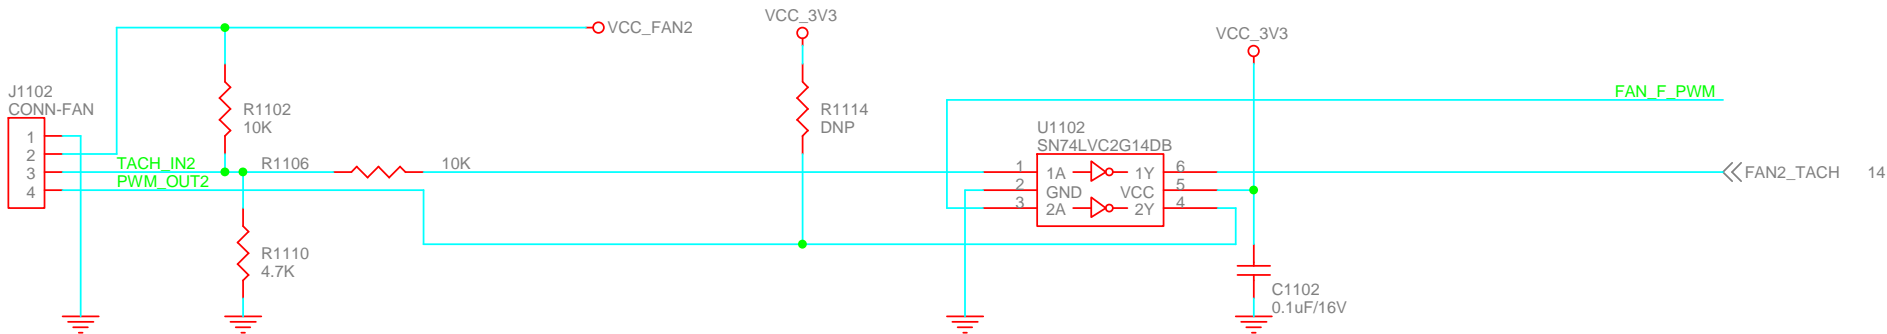 VCC_FAN2
VCC_3V3
VCC_3V3
J1102
CONN-FAN
1
2
3
4
R1102
10K
TACH_IN2
PWM_OUT2
R1106
10K
R1110
4.7K
R1114
DNP
FAN_F_PWM
U1102
SN74LVC2G14DB
1 1A 1Y 6
2 GND VCC 5
3 2A 2Y 4
FAN2_TACH 14
C1102
0.1uF/16V